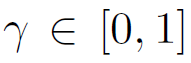 γ ∈ [0, 1]